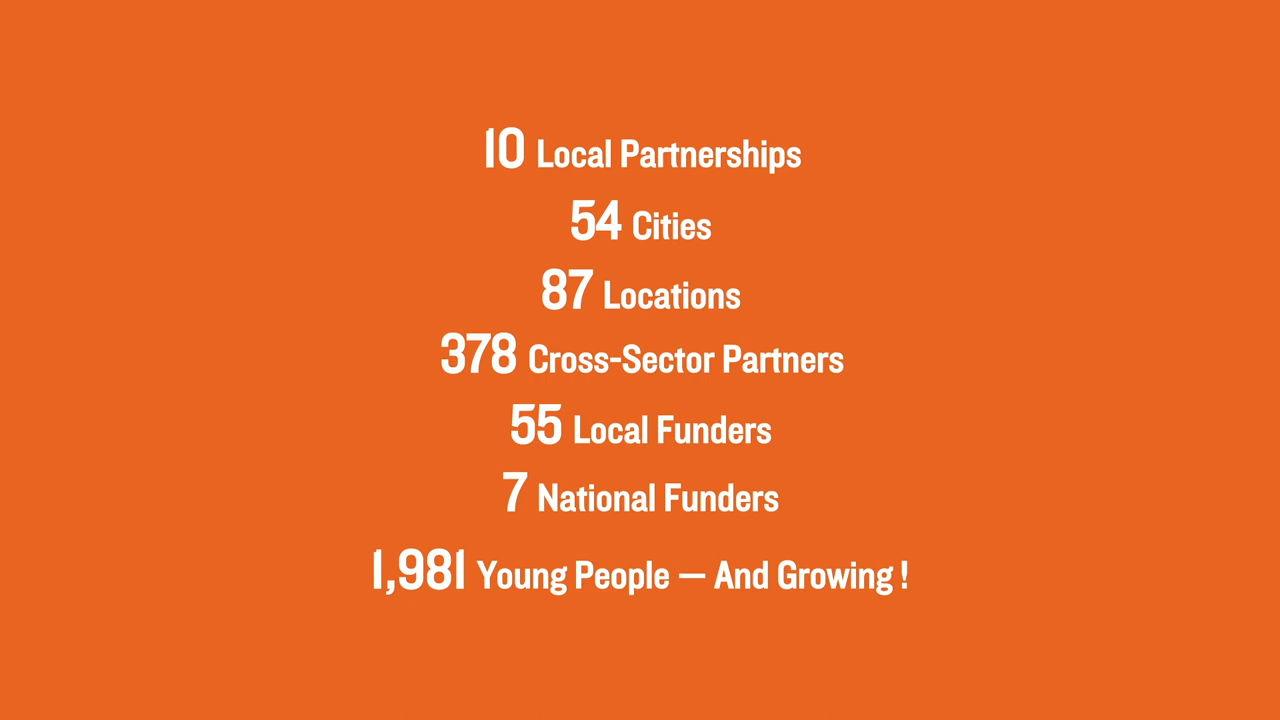 10 Local Partnerships
54 Cities
87 Locations
378 Cross-Sector Partners
55 Local Funders
7 National Funders
1,981 Young People — And Growing !